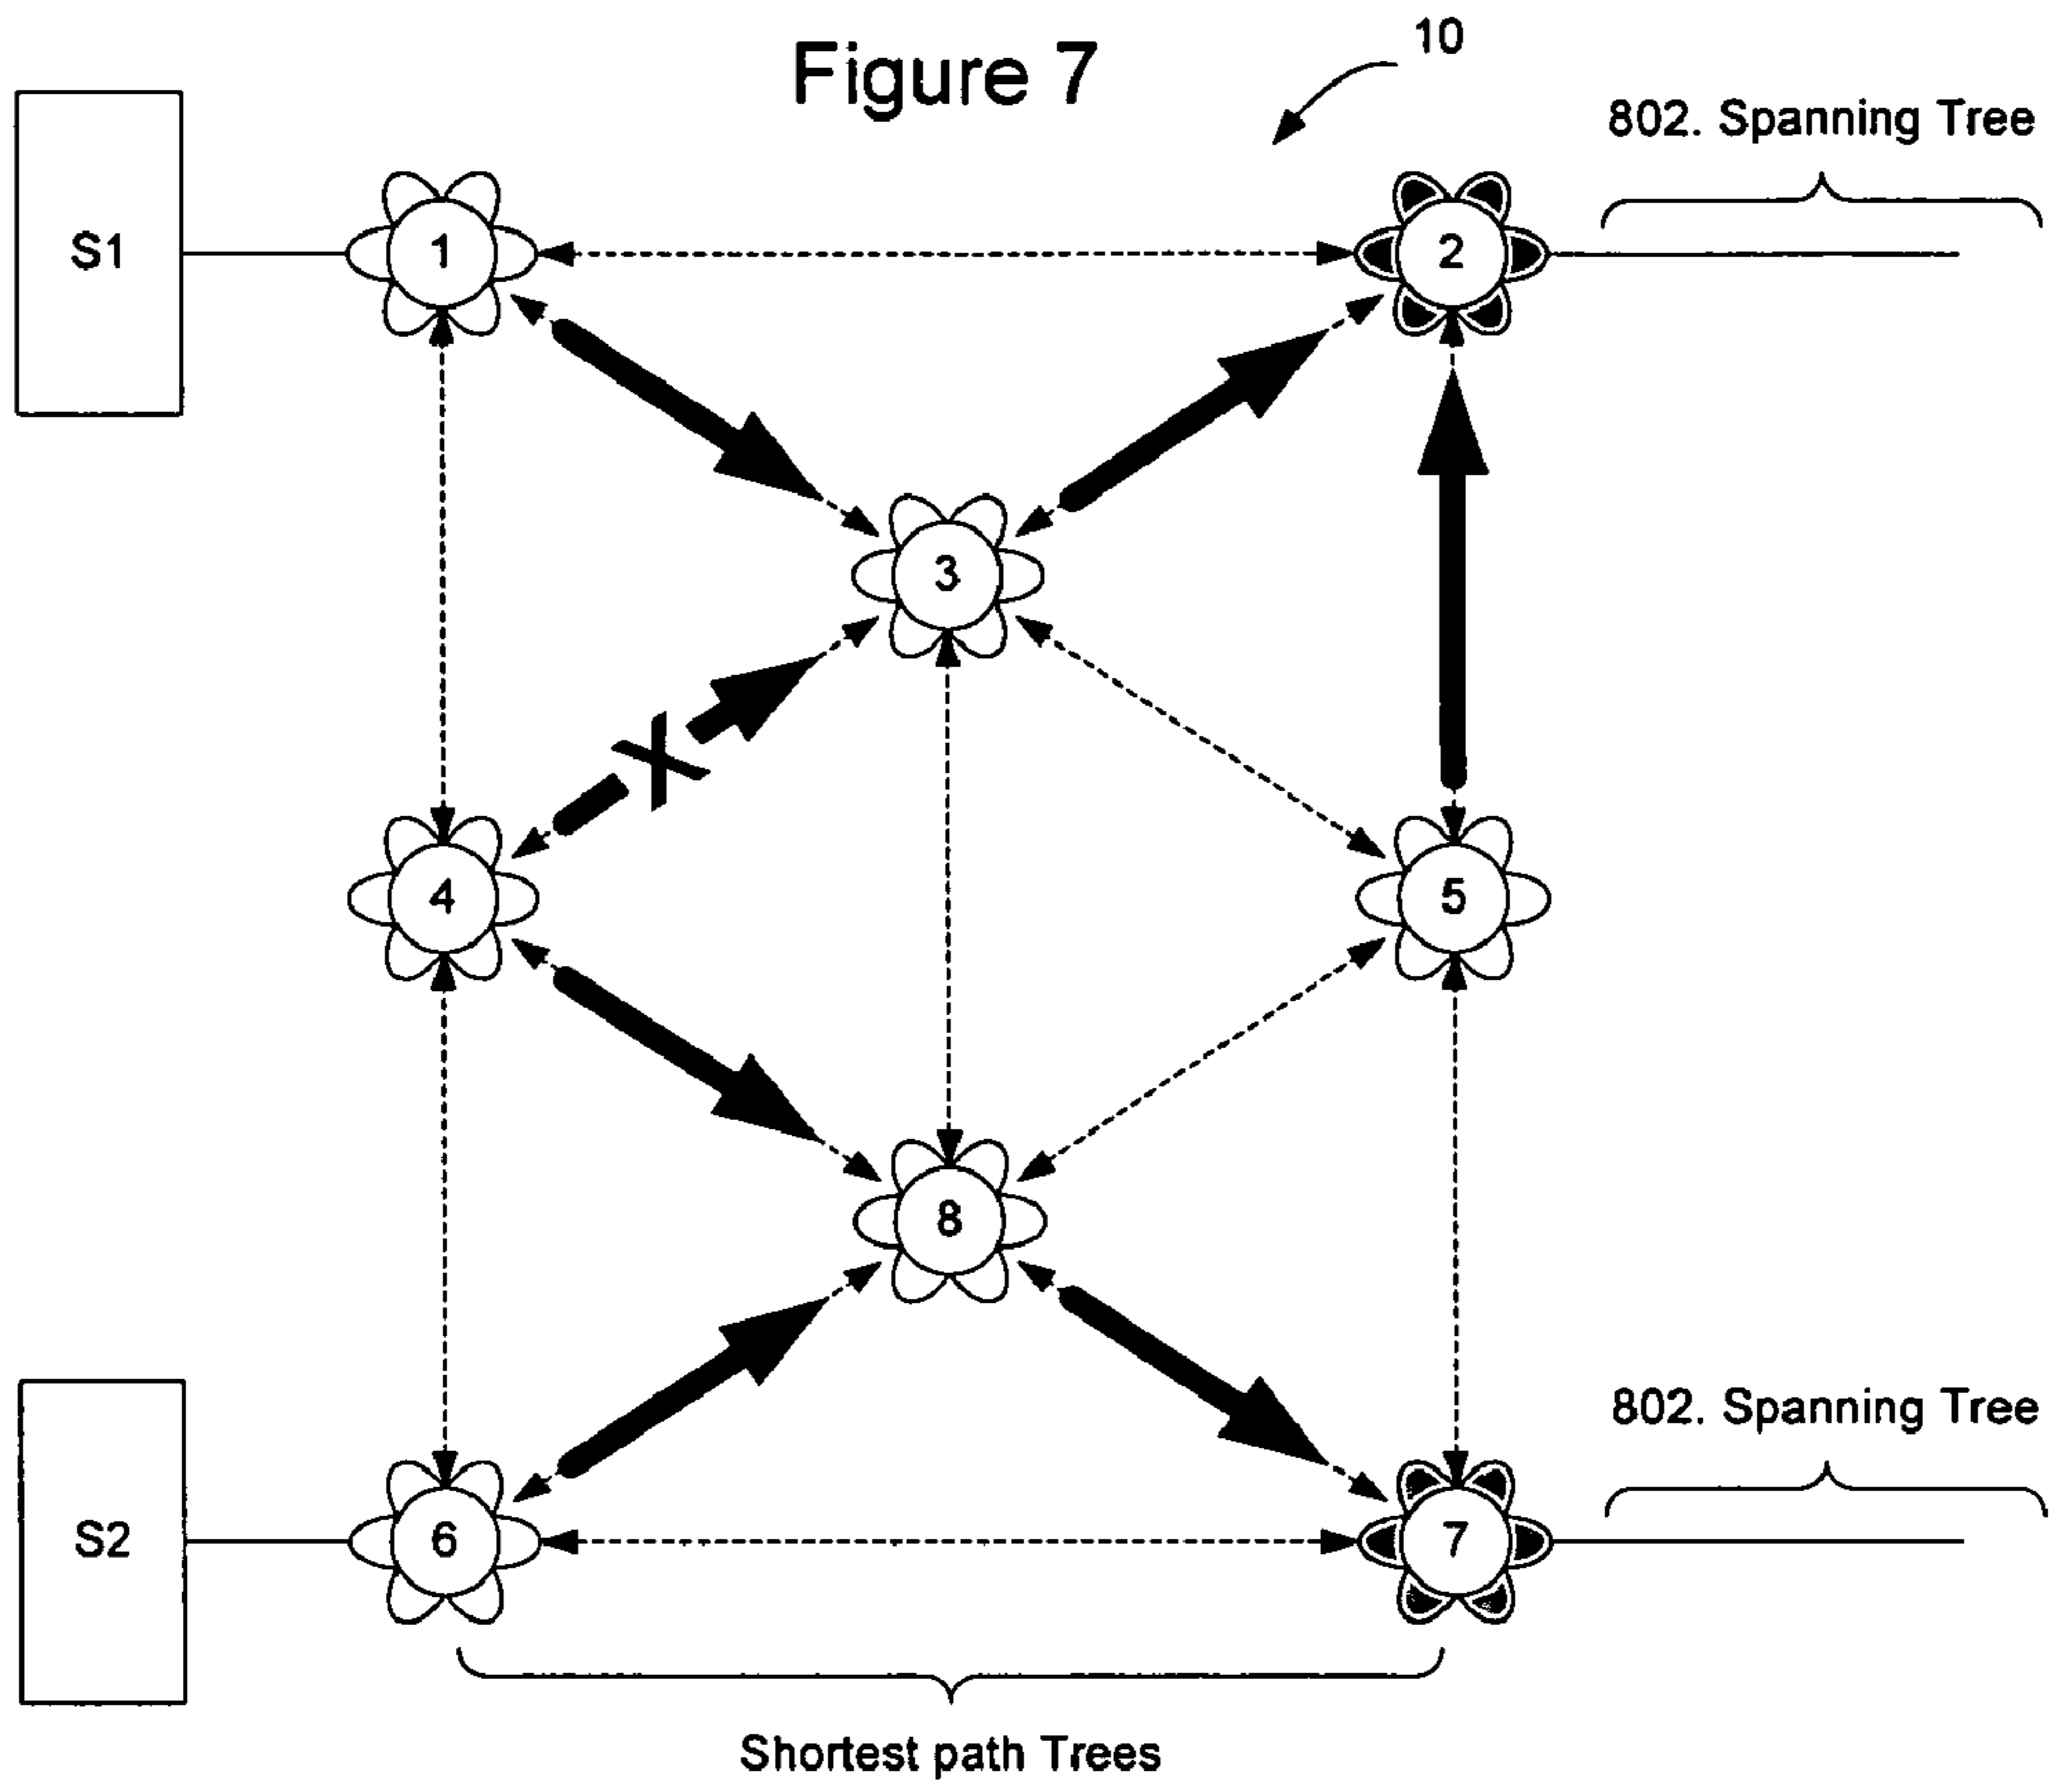 Figure 7
10
802. Spanning Tree
S1
1
2
3
X
4
5
8
802. Spanning Tree
S2
6
7
Shortest path Trees